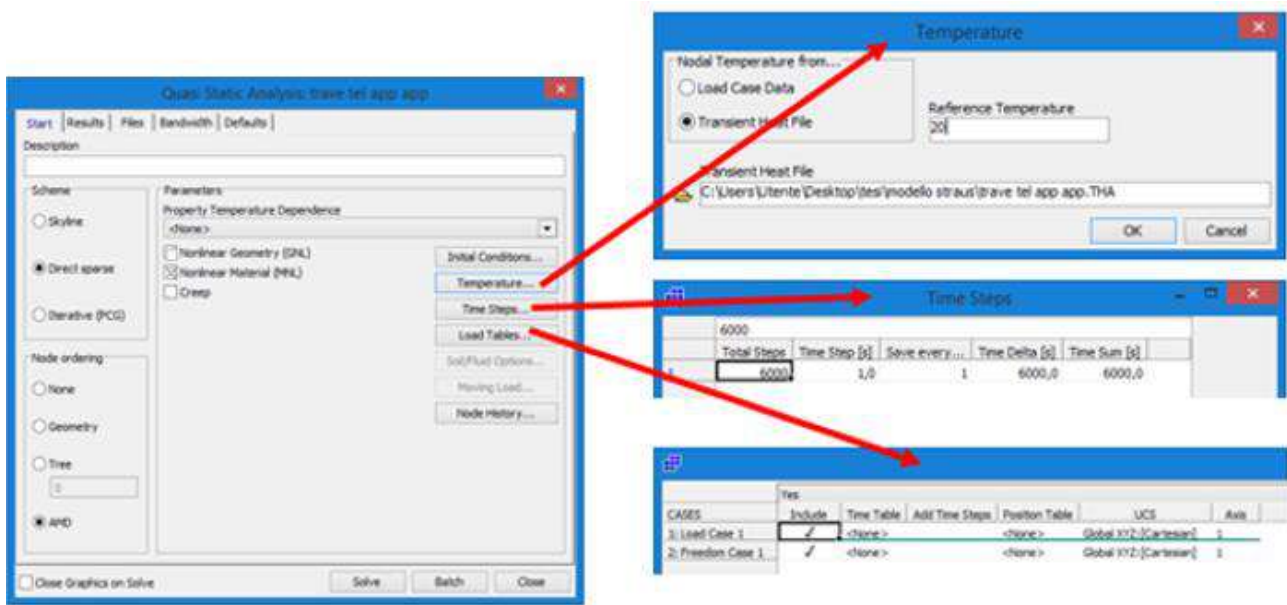 Quasi Static Analysis: trave tel app app
Start Results Files Bandwidth Defaults
Description
Scheme
Skyline
Direct sparse
Iterative (PCG)
Node ordering
None
Geometry
Tree
AMD
Parameters
Property Temperature Dependence
<None>
Nonlinear Geometry (GNL)
Nonlinear Material (MNL)
Creep
Initial Conditions...
Temperature...
Time Steps...
Load Tables...
Soil/Fluid Options...
Moving Load...
Node History...
Close Graphics on Solve
Solve Batch Close
Temperature
Nodal Temperature from...
Load Case Data
Transient Heat File
Reference Temperature
20
Transient Heat File
C:\Users\Utente\Desktop\tesi\modello straus\trave tel app app.THA
OK Cancel
Time Steps
6000
Total Steps Time Step [s] Save every... Time Delta [s] Time Sum [s]
6000 1,0 1 6000,0 6000,0
Yes
CASES Include Time Table Add Time Steps Position Table UCS Axis
1: Load Case 1 ✓ <None> <None> Global XYZ:[Cartesian] 1
2: Freedom Case 1 ✓ <None> <None> Global XYZ:[Cartesian] 1